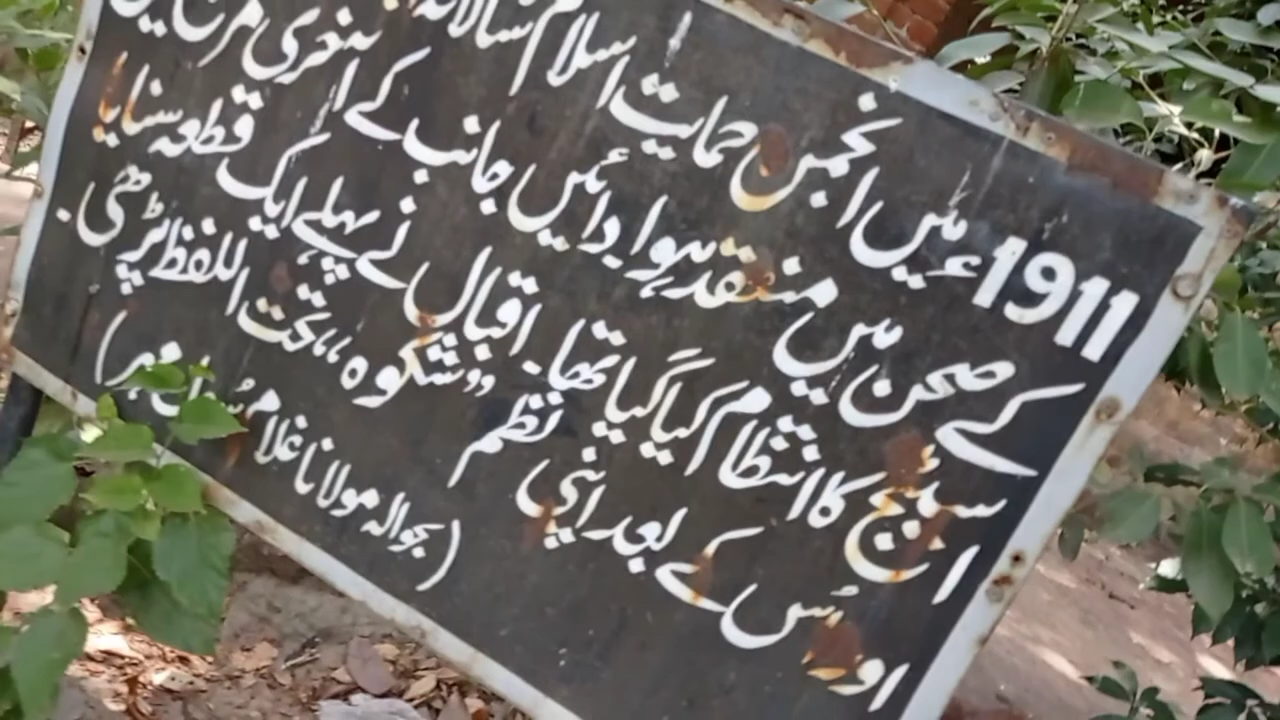 1911ء میں انجمن حمایت اسلام سالانہ
کے صحن میں منعقد ہوا دائیں جانب کے
اسٹیج کا انتظام کیا گیا تھا۔ اقبال نے پہلے ایک قطعہ سنایا
اور اُس کے بعد اپنی نظم ”شکوہ“ تحت اللفظ پڑھی۔
(بحوالہ مولانا غلام رسول مہر)